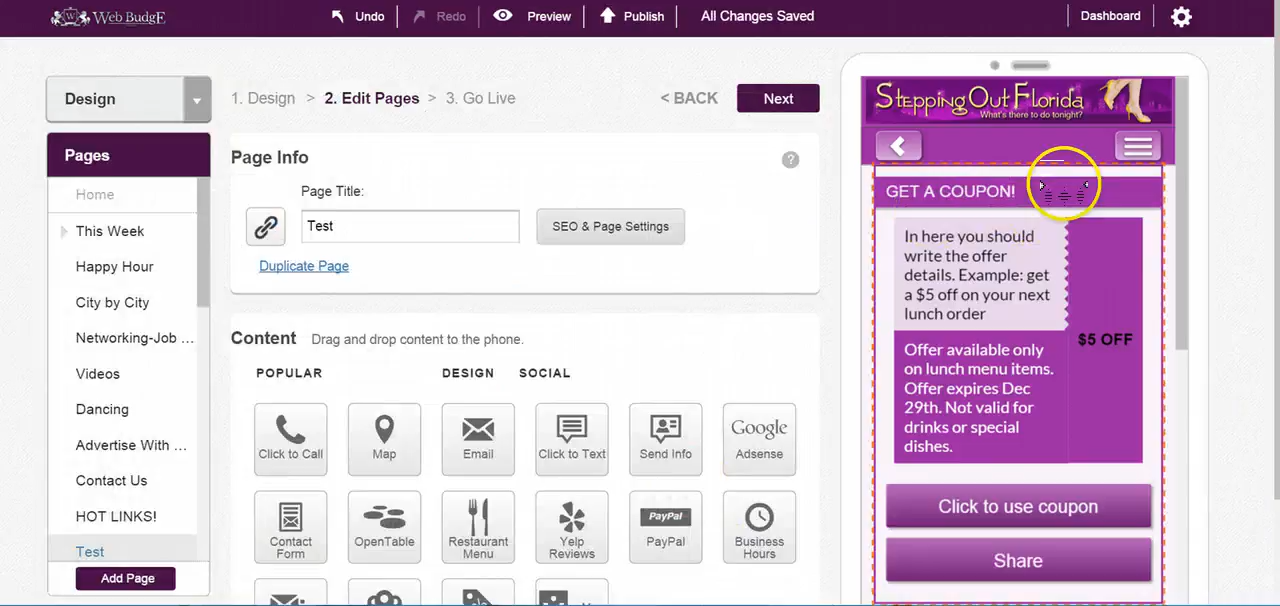 Web BudgE
Undo
Redo
Preview
Publish
All Changes Saved
Dashboard
Design
1. Design > 2. Edit Pages > 3. Go Live
< BACK
Next
Pages
Home
This Week
Happy Hour
City by City
Networking-Job ...
Videos
Dancing
Advertise With ...
Contact Us
HOT LINKS!
Test
Add Page
Page Info
?
Page Title:
Test
SEO & Page Settings
Duplicate Page
Content Drag and drop content to the phone.
POPULAR DESIGN SOCIAL
Click to Call
Map
Email
Click to Text
Send Info
Google
Adsense
Contact
Form
OpenTable
Restaurant
Menu
Yelp
Reviews
PayPal
PayPal
Business
Hours
Stepping Out Florida
What's there to do tonight?
GET A COUPON!
In here you should
write the offer
details. Example: get
a $5 off on your next
lunch order
$5 OFF
Offer available only
on lunch menu items.
Offer expires Dec
29th. Not valid for
drinks or special
dishes.
Click to use coupon
Share